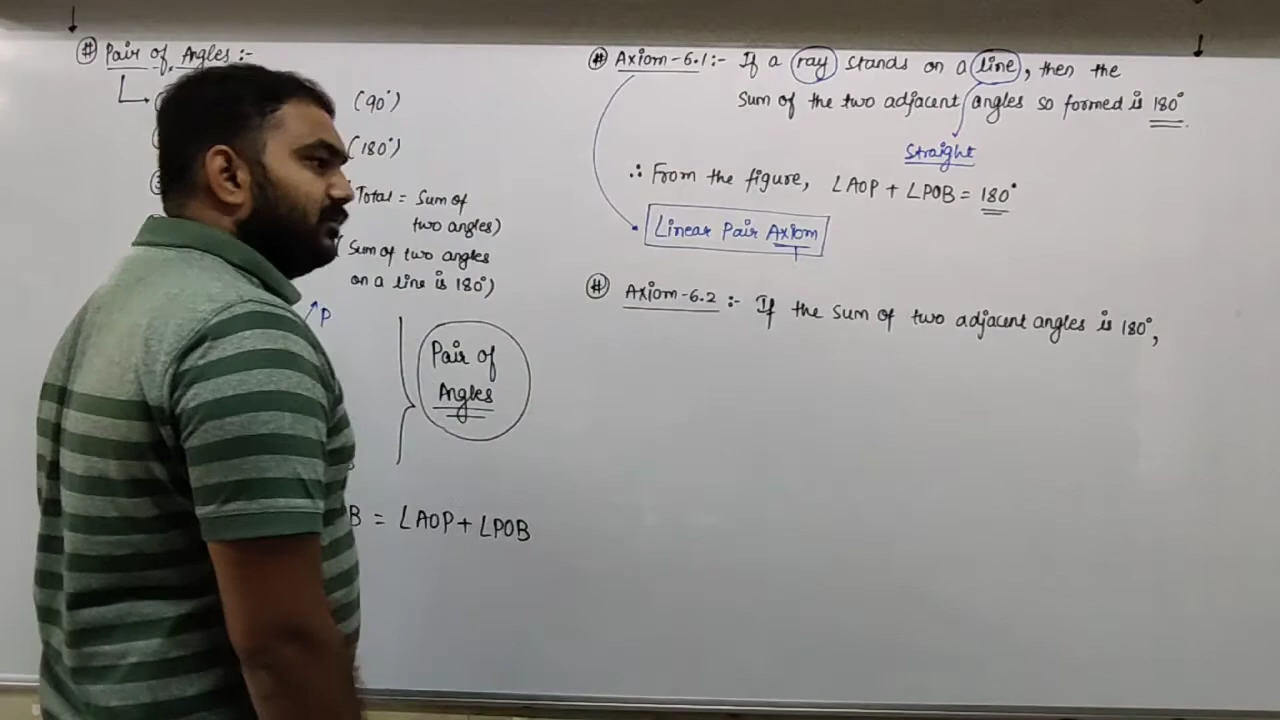 # Pair of Angles :-
(90°)
(180°)
Total = Sum of
two angles)
( Sum of two angles
on a line is 180°)
P
Pair of
Angles
B = ∠AOP + ∠POB
# Axiom-6.1 :- If a ray stands on a line, then the
Sum of the two adjacent angles so formed is 180°.
Straight
∴ From the figure, ∠AOP + ∠POB = 180°
Linear Pair Axiom
# Axiom-6.2 :- If the Sum of two adjacent angles is 180°,